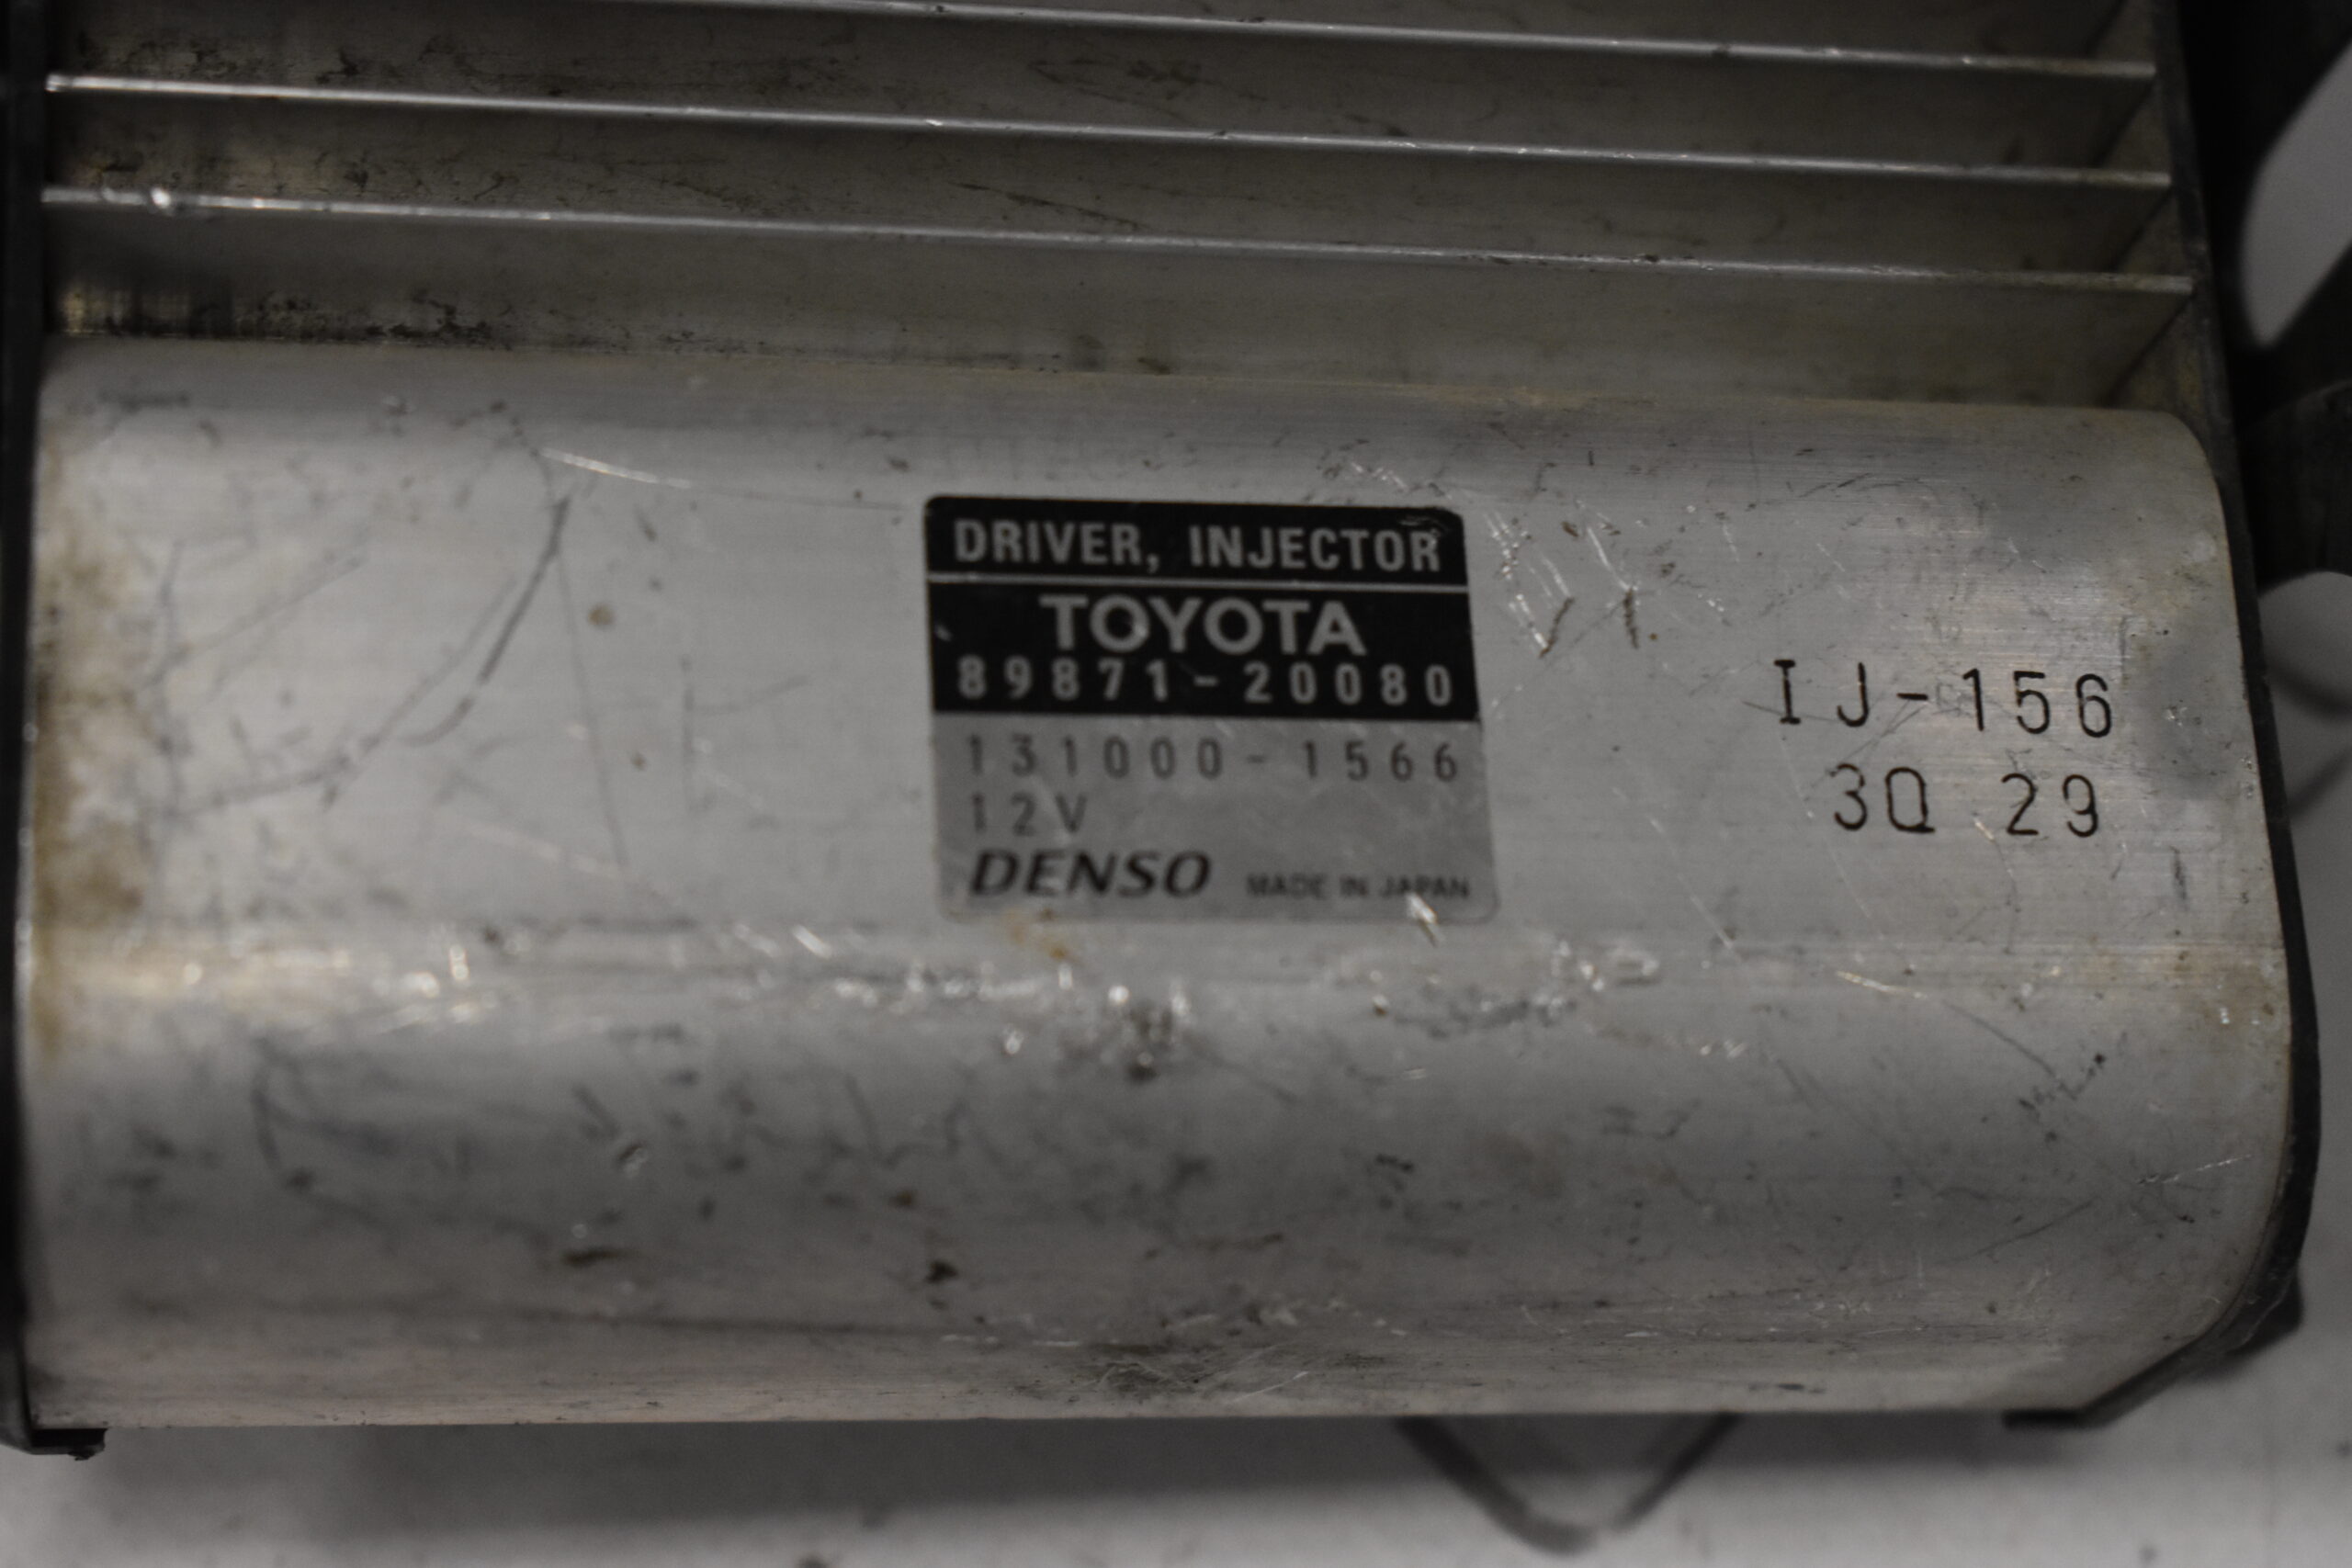 DRIVER, INJECTOR
TOYOTA
89871-20080
131000-1566
12V
DENSO MADE IN JAPAN
IJ-156
3Q 29